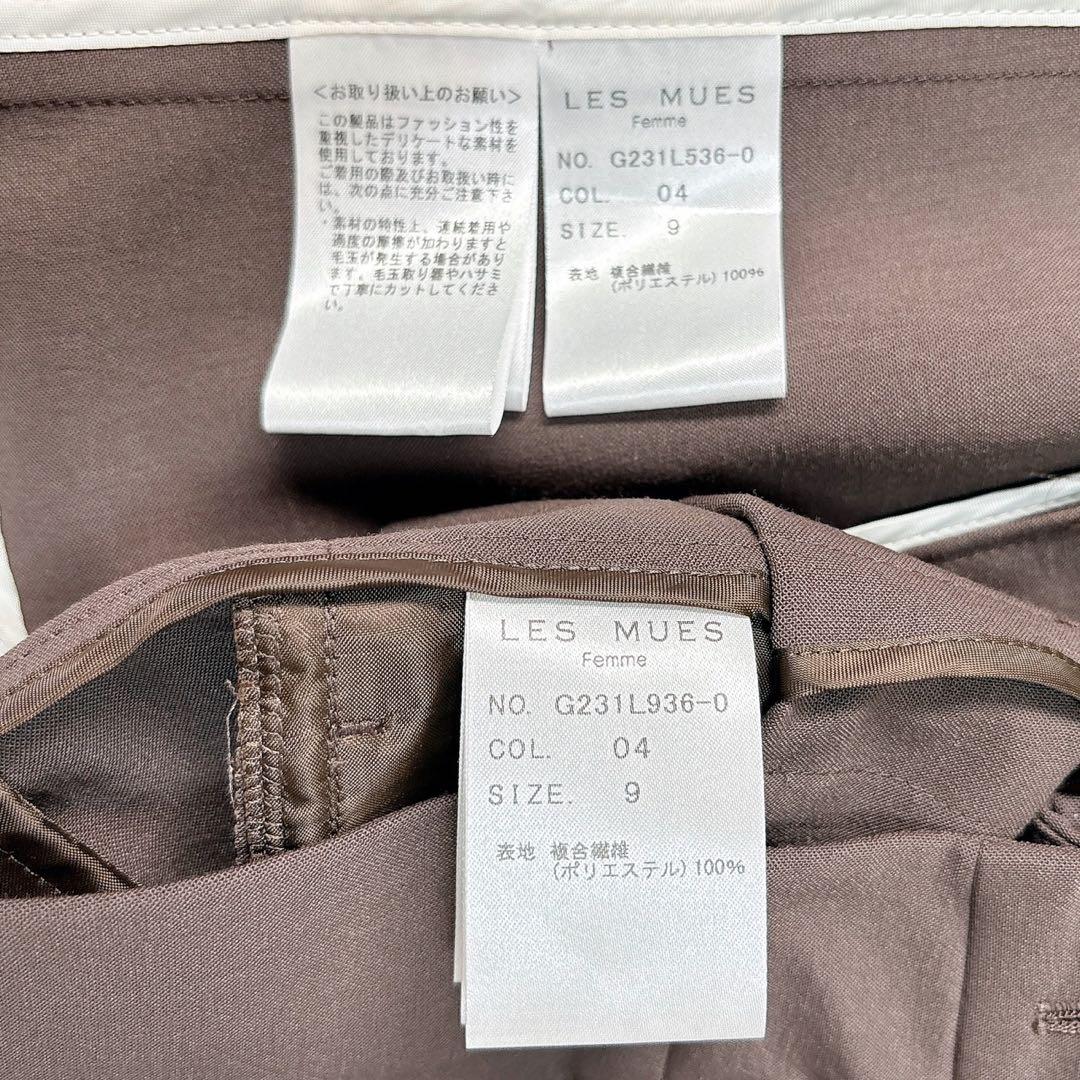 <お取り扱い上のお願い>
この製品はファッション性を
重視したデリケートな素材を
使用しております。
ご着用の際及びお取扱い時に
は、次の点に充分ご注意下さ
い。
・素材の特性上、連続着用や
過度の摩擦が加わりますと
毛玉が発生する場合があり
ます。毛玉取り器やハサミ
で丁寧にカットしてくださ
い。
LES MUES
Femme
NO. G231L536-0
COL. 04
SIZE. 9
表地 複合繊維
(ポリエステル) 100%
LES MUES
Femme
NO. G231L936-0
COL. 04
SIZE. 9
表地 複合繊維
(ポリエステル) 100%